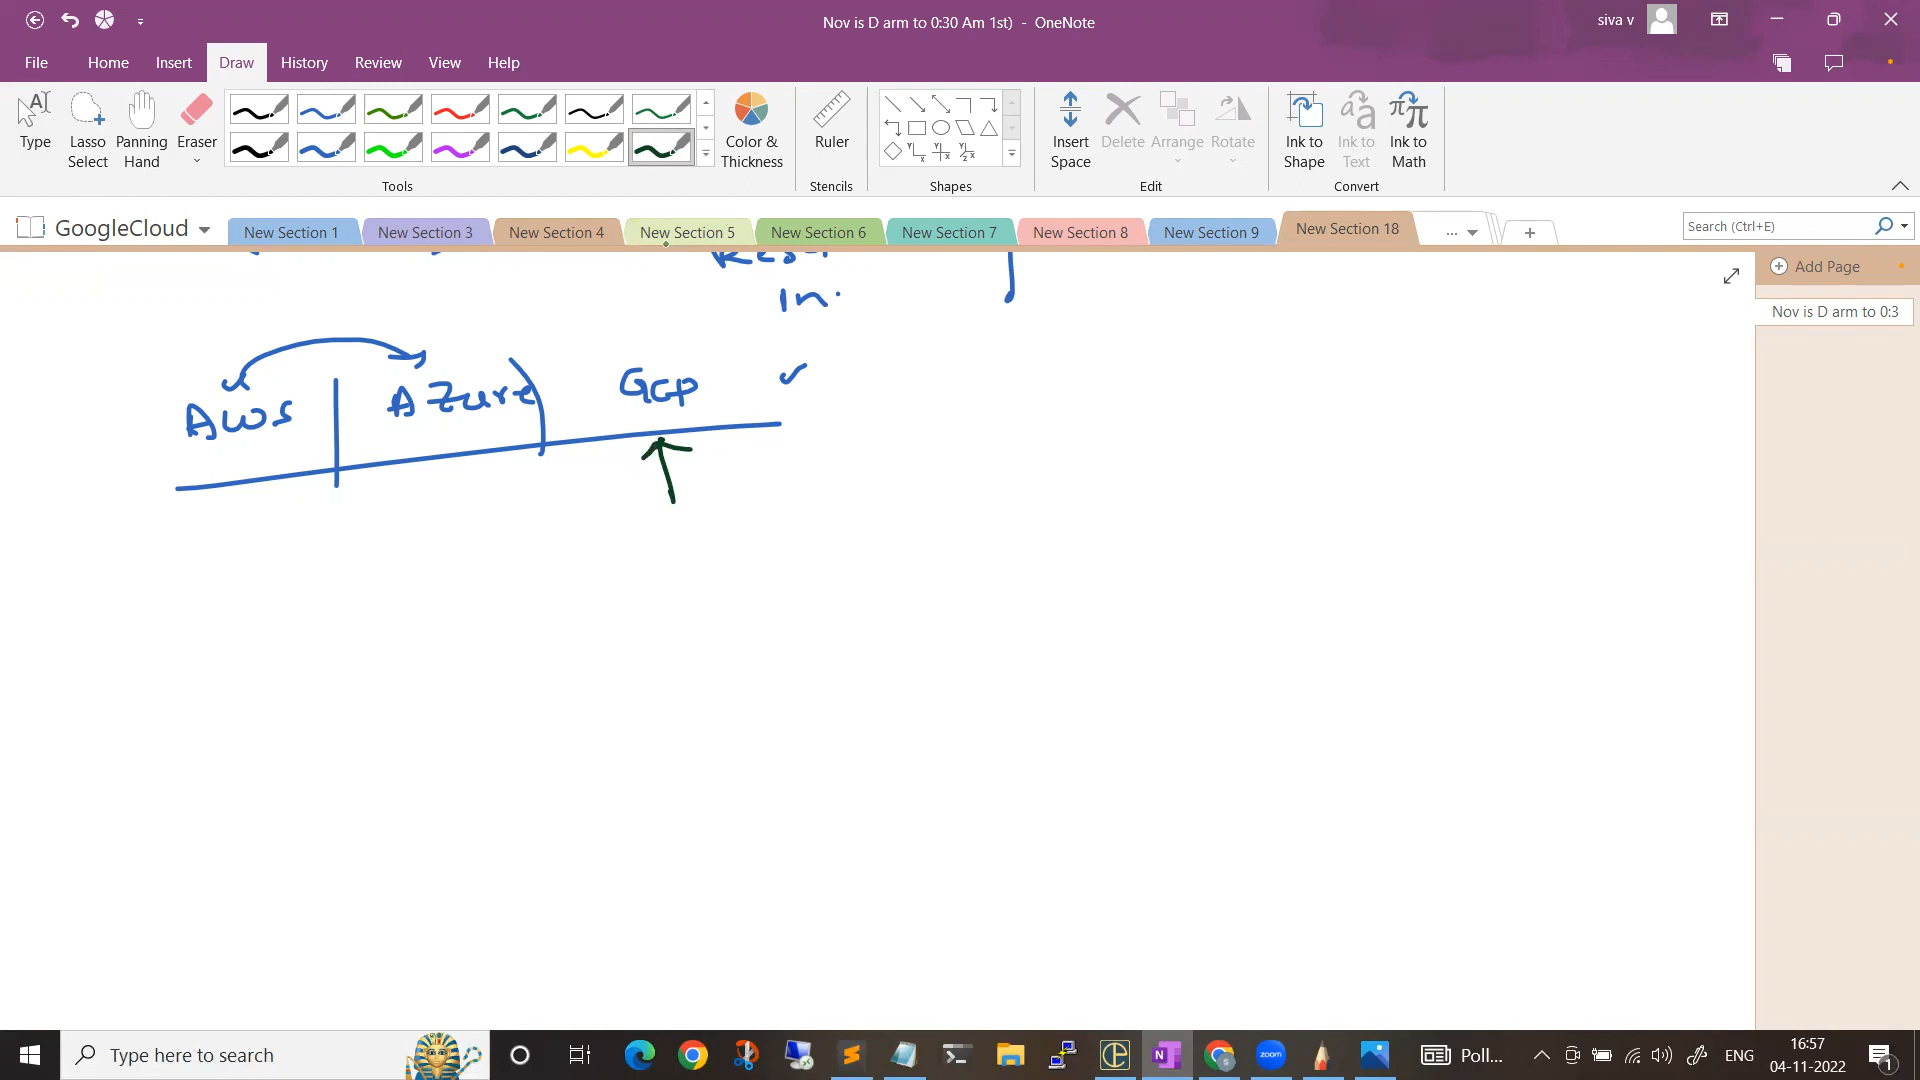 Nov is D arm to 0:30 Am 1st) - OneNote
siva v
File Home Insert Draw History Review View Help
Type
Lasso Select
Panning Hand
Eraser
Color & Thickness
Ruler
Insert Space
Delete
Arrange
Rotate
Ink to Shape
Ink to Text
Ink to Math
Tools
Stencils
Shapes
Edit
Convert
GoogleCloud
New Section 1
New Section 3
New Section 4
New Section 5
New Section 6
New Section 7
New Section 8
New Section 9
New Section 18
...
Search (Ctrl+E)
Add Page
Nov is D arm to 0:3
In.
AWS
AZure
GCP
Type here to search
zoom
Poll...
ENG
16:57
04-11-2022
1